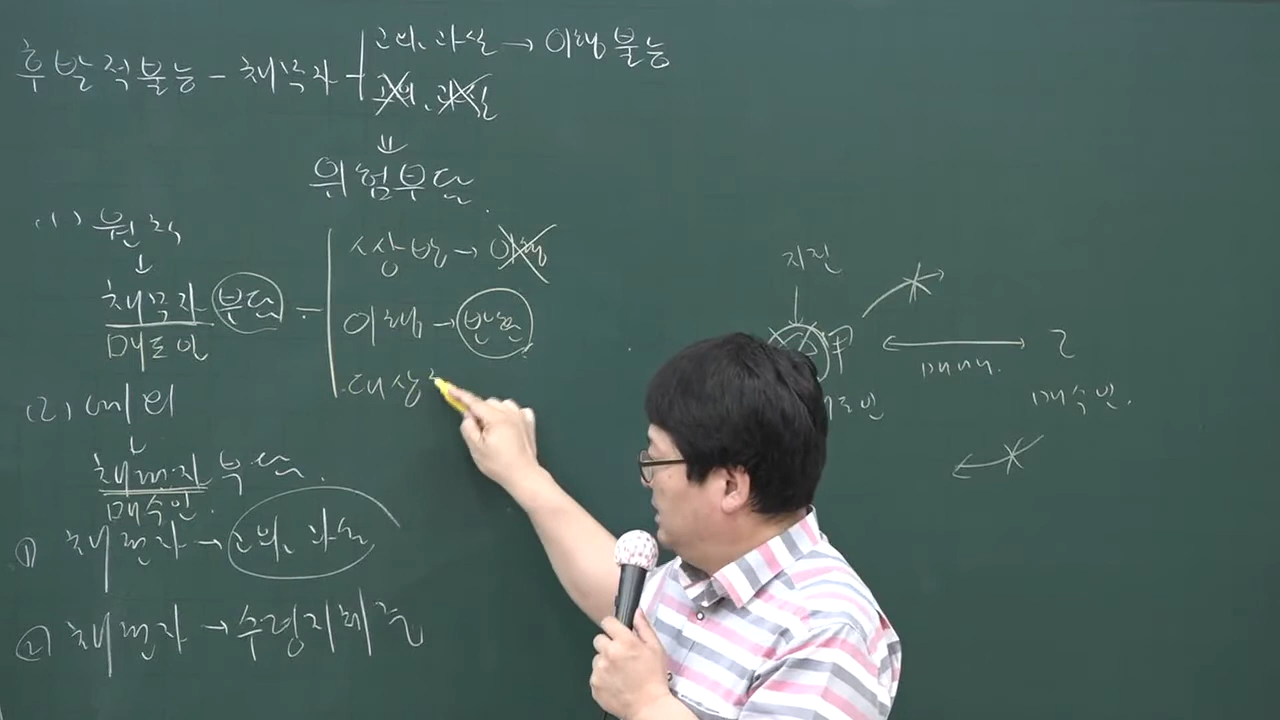 후발적불능 - 채무자
고의, 과실 → 이행불능
고의, 과실
⇓
위험부담.
(1) 원칙
↓
채무자 부담
매도인
상방 → 이행
이행 → 반환
대상
(2) 예외
↓
채권자 부담.
매수인.
① 채권자 → 고의, 과실
② 채권자 → 수령지체 중
지진
甲
매매.
乙
매도인
매수인.